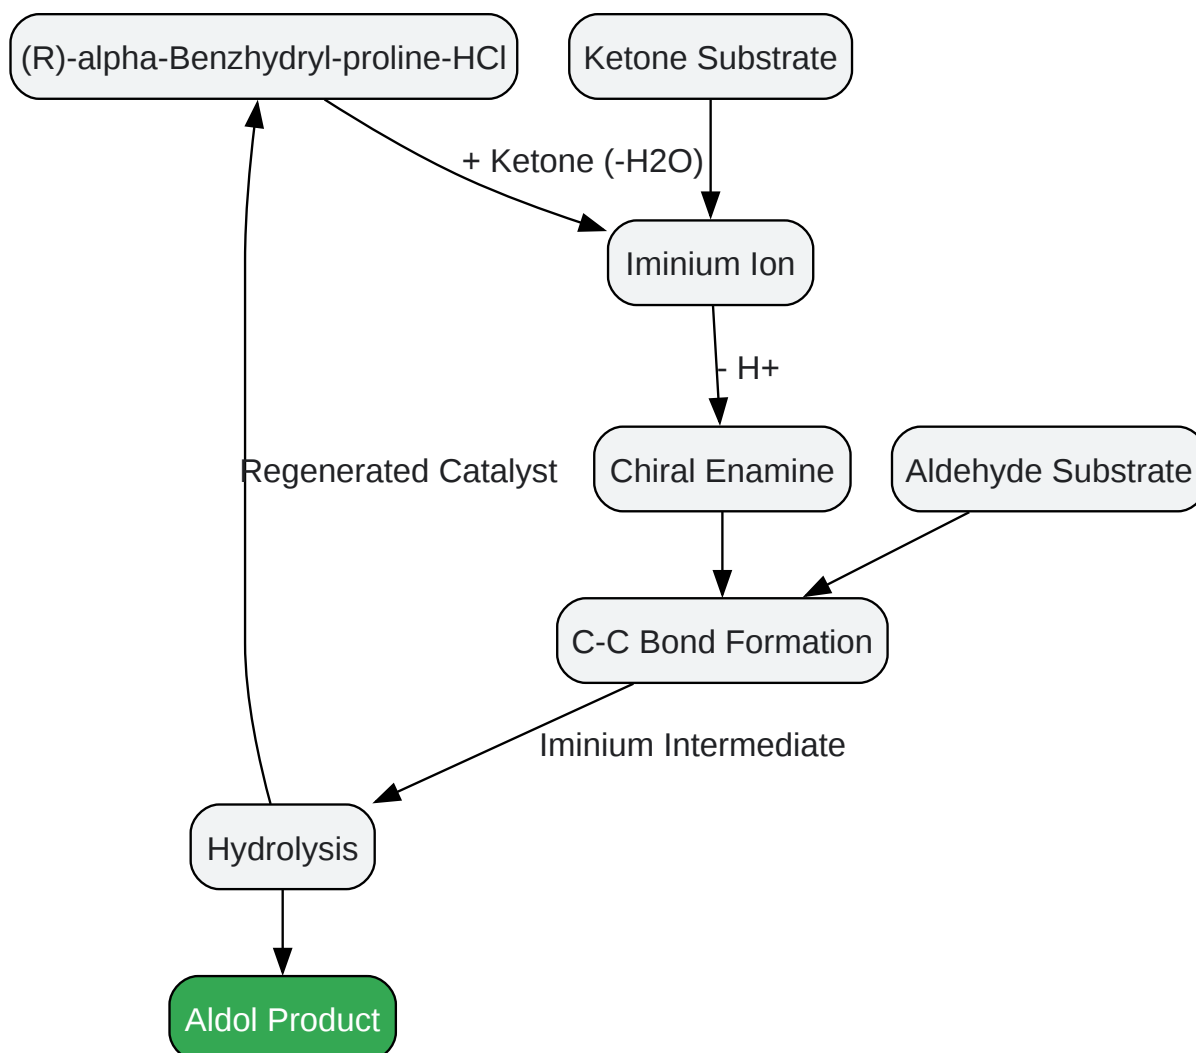 (R)-alpha-Benzhydryl-proline-HCl
Ketone Substrate
+ Ketone (-H2O)
Iminium Ion
- H+
Regenerated Catalyst
Chiral Enamine
Aldehyde Substrate
C-C Bond Formation
Iminium Intermediate
Hydrolysis
Aldol Product